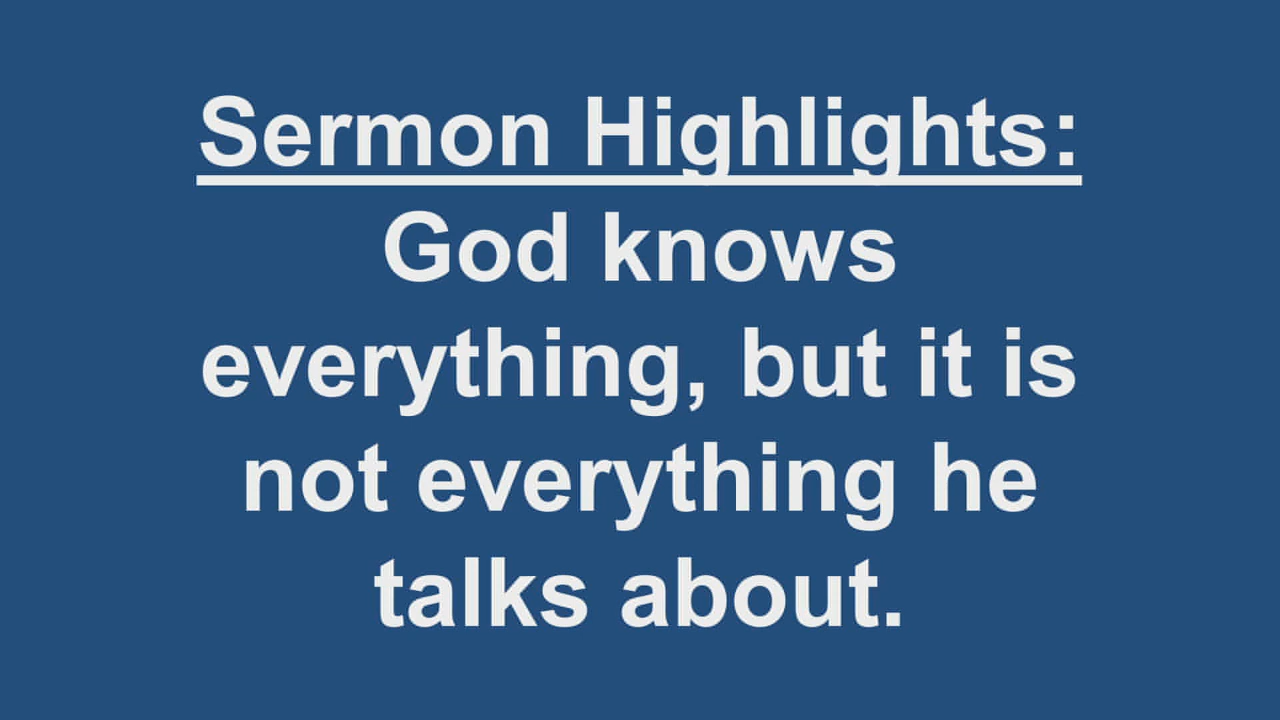 Sermon Highlights:
God knows
everything, but it is
not everything he
talks about.